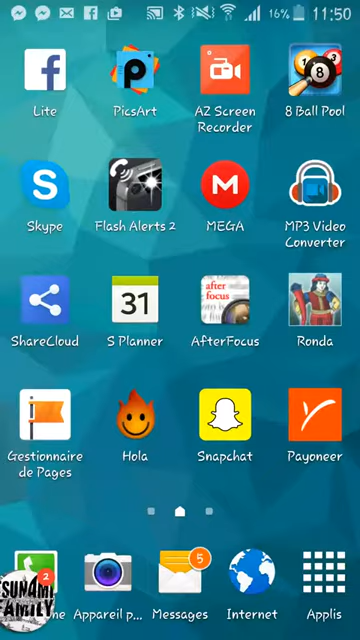 16% 11:50
Lite PicsArt AZ Screen Recorder 8 Ball Pool
Skype Flash Alerts 2 MEGA MP3 Video Converter
31
after focus
ShareCloud S Planner AfterFocus Ronda
Gestionnaire de Pages Hola Snapchat Payoneer
2
5
TSUNAMI
FAMILY
ne Appareil p... Messages Internet Applis